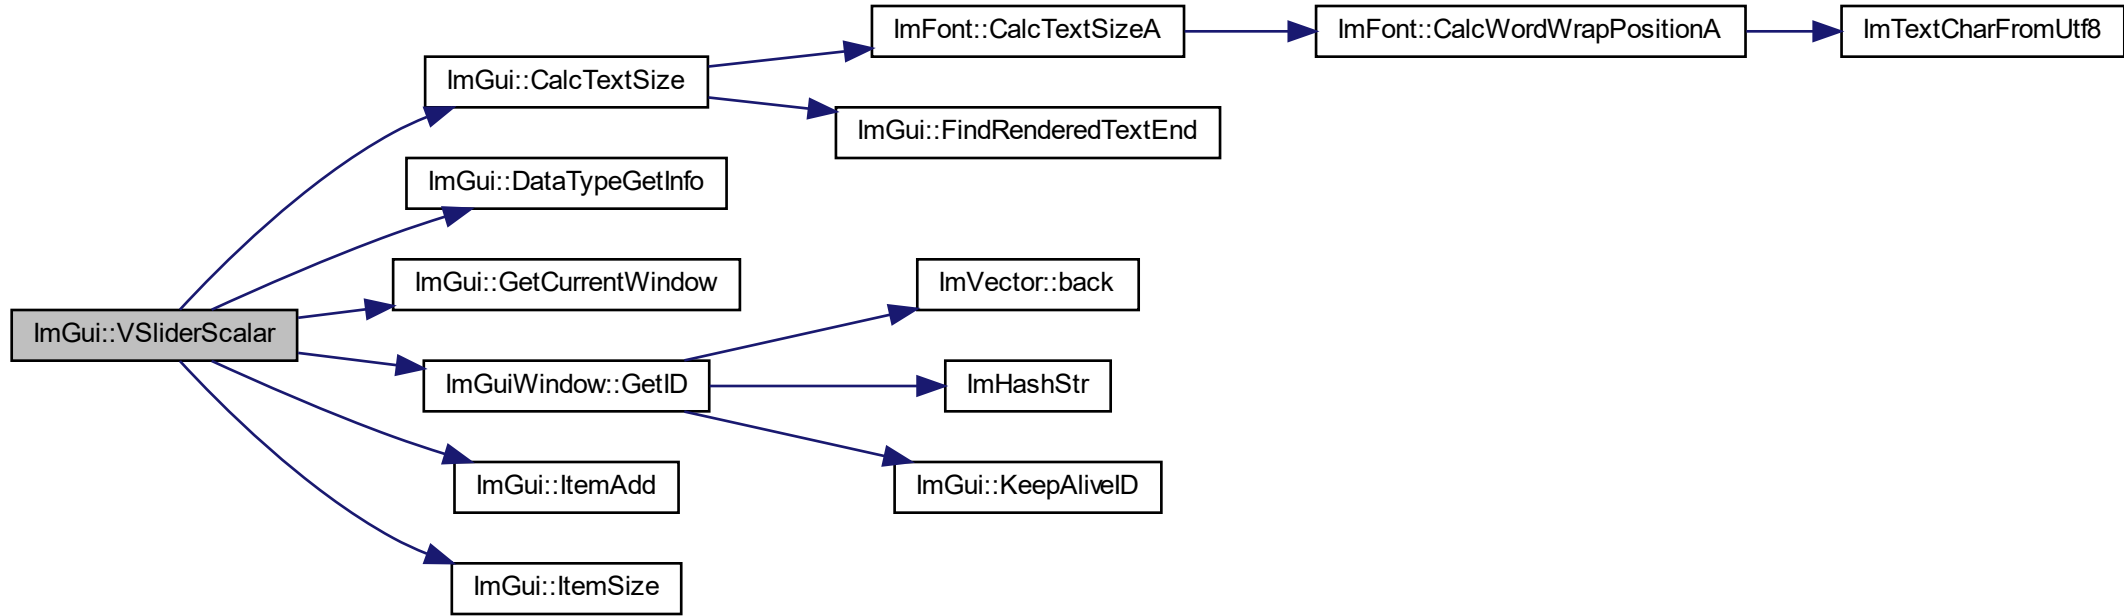 ImFont::CalcTextSizeA
ImFont::CalcWordWrapPositionA
ImTextCharFromUtf8
ImGui::CalcTextSize
ImGui::FindRenderedTextEnd
ImGui::DataTypeGetInfo
ImGui::GetCurrentWindow
ImVector::back
ImGui::VSliderScalar
ImGuiWindow::GetID
ImHashStr
ImGui::ItemAdd
ImGui::KeepAliveID
ImGui::ItemSize